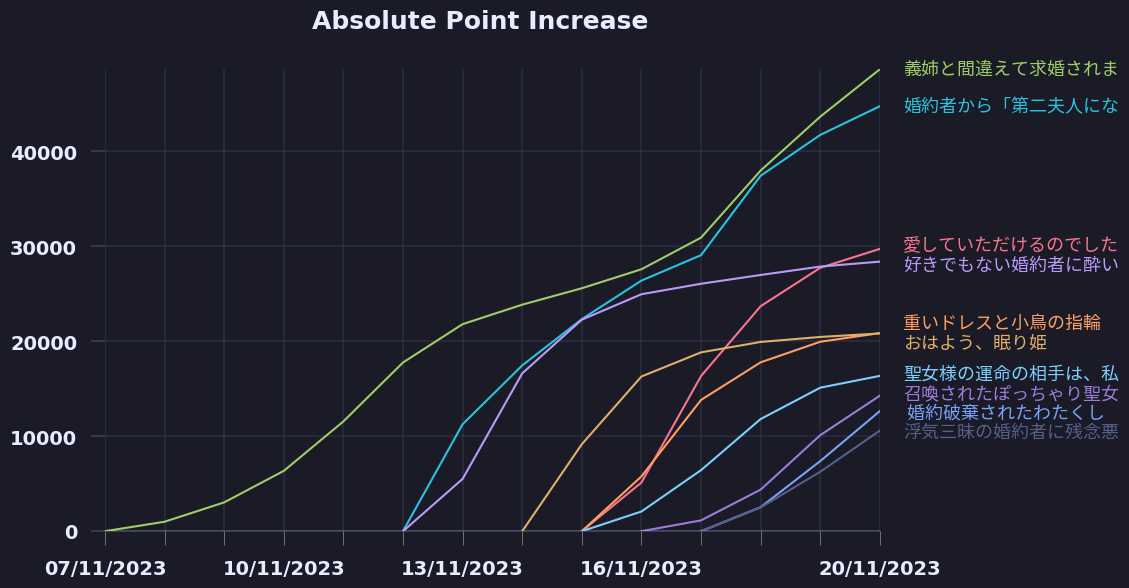 Absolute Point Increase
義姉と間違えて求婚されま
婚約者から「第二夫人にな
40000
30000
愛していただけるのでした
好きでもない婚約者に酔い
重いドレスと小鳥の指輪
20000
おはよう、眠り姫
聖女様の運命の相手は、私
召喚されたぽっちゃり聖女
婚約破棄されたわたくし
10000
浮気三昧の婚約者に残念悪
0
07/11/2023
10/11/2023
13/11/2023
16/11/2023
20/11/2023